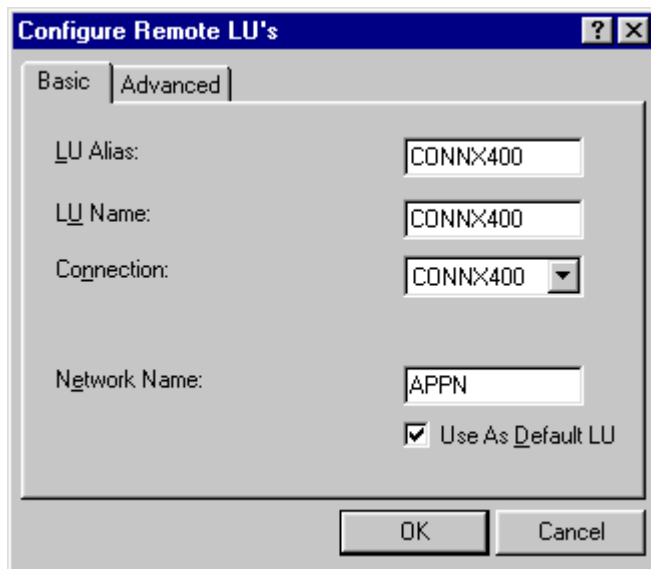 Configure Remote LU's
Basic Advanced
LU Alias: CONNX400
LU Name: CONNX400
Connection: CONNX400
Network Name: APPN
Use As Default LU
OK Cancel